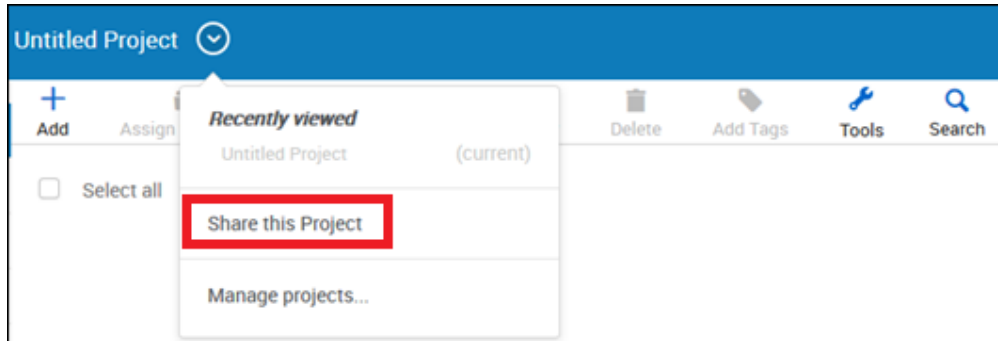 Untitled Project
Add Assign Delete Add Tags Tools Search
Recently viewed
Untitled Project (current)
Select all
Share this Project
Manage projects...